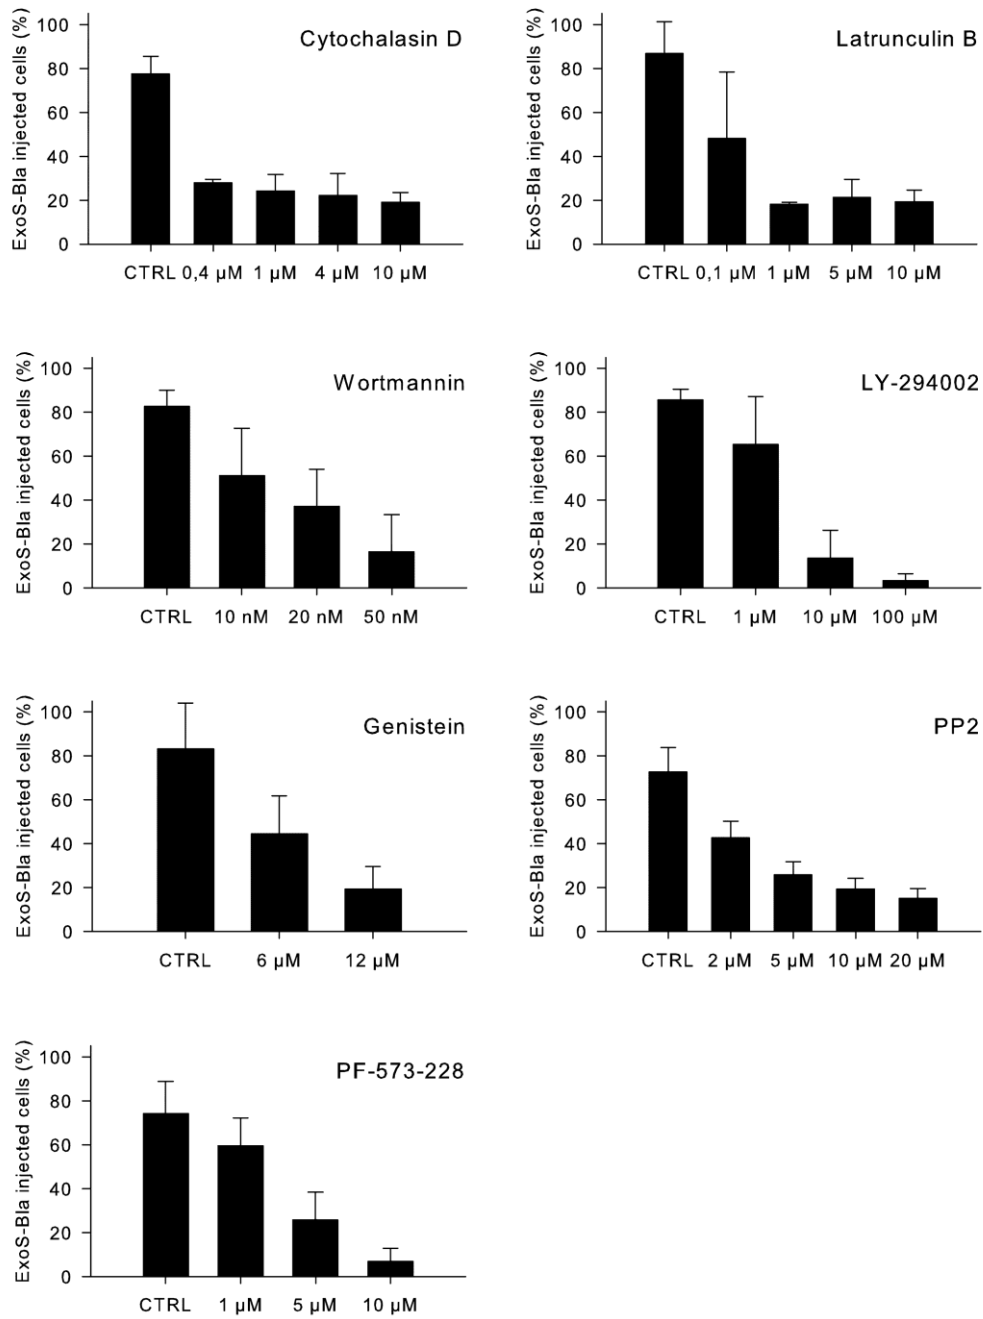 Cytochalasin D
ExoS-Bla injected cells (%)
100
80
60
40
20
0
CTRL 0,4 µM 1 µM 4 µM 10 µM
Latrunculin B
ExoS-Bla injected cells (%)
100
80
60
40
20
0
CTRL 0,1 µM 1 µM 5 µM 10 µM
Wortmannin
ExoS-Bla injected cells (%)
100
80
60
40
20
0
CTRL 10 nM 20 nM 50 nM
LY-294002
ExoS-Bla injected cells (%)
100
80
60
40
20
0
CTRL 1 µM 10 µM 100 µM
Genistein
ExoS-Bla injected cells (%)
100
80
60
40
20
0
CTRL 6 µM 12 µM
PP2
ExoS-Bla injected cells (%)
100
80
60
40
20
0
CTRL 2 µM 5 µM 10 µM 20 µM
PF-573-228
ExoS-Bla injected cells (%)
100
80
60
40
20
0
CTRL 1 µM 5 µM 10 µM